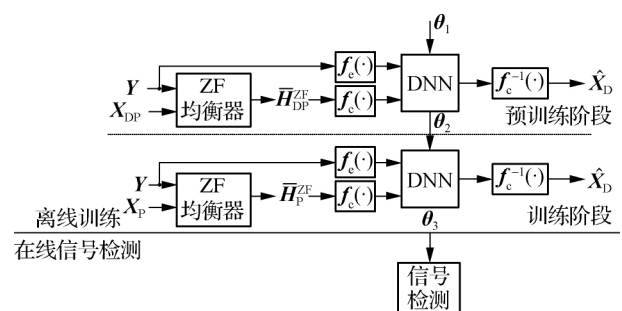 θ₁
Y
X_DP
ZF
均衡器
H̅_DP^ZF
f_e(·)
f_c(·)
DNN
f_c⁻¹(·)
X̂_D
预训练阶段
θ₂
Y
X_P
ZF
均衡器
H̅_P^ZF
f_e(·)
f_c(·)
DNN
f_c⁻¹(·)
X̂_D
离线训练
训练阶段
θ₃
在线信号检测
信号
检测